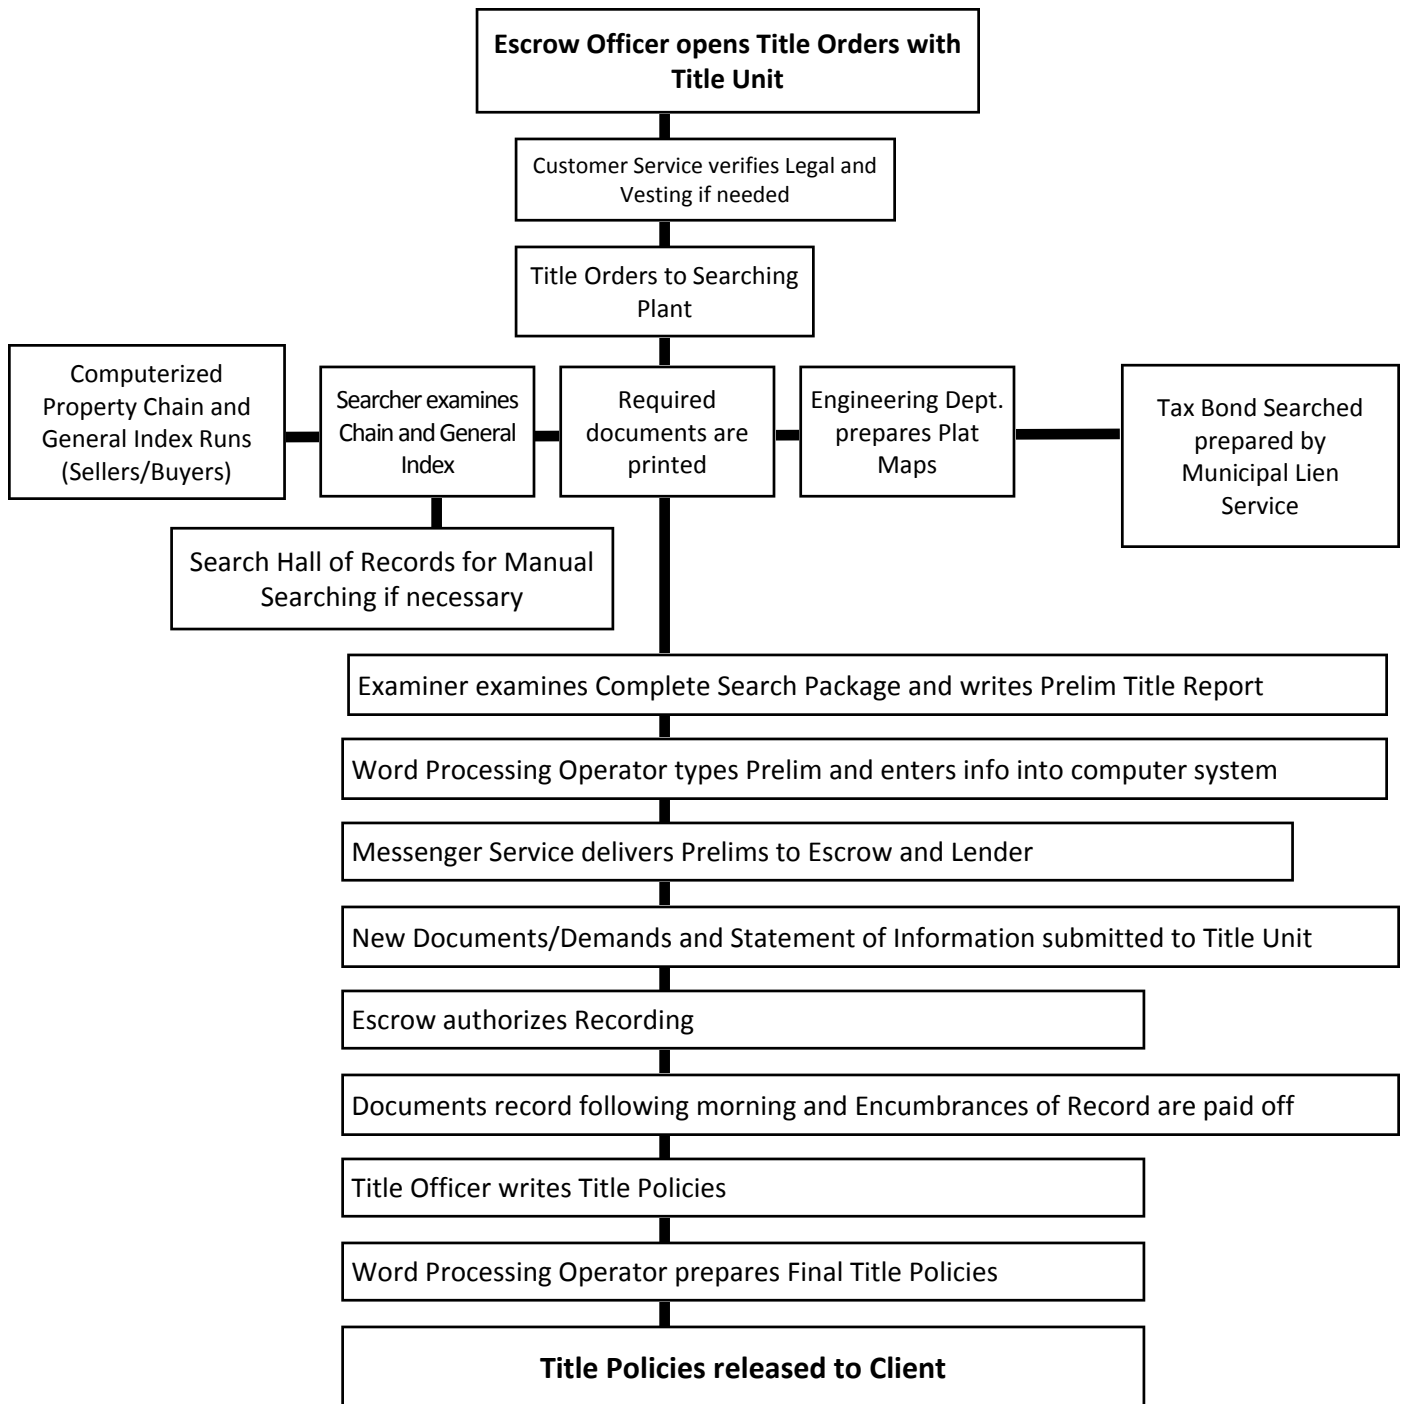 Escrow Officer opens Title Orders with
Title Unit
Customer Service verifies Legal and
Vesting if needed
Title Orders to Searching
Plant
Computerized
Property Chain and
General Index Runs
(Sellers/Buyers)
Searcher examines
Chain and General
Index
Required
documents are
printed
Engineering Dept.
prepares Plat
Maps
Tax Bond Searched
prepared by
Municipal Lien
Service
Search Hall of Records for Manual
Searching if necessary
Examiner examines Complete Search Package and writes Prelim Title Report
Word Processing Operator types Prelim and enters info into computer system
Messenger Service delivers Prelims to Escrow and Lender
New Documents/Demands and Statement of Information submitted to Title Unit
Escrow authorizes Recording
Documents record following morning and Encumbrances of Record are paid off
Title Officer writes Title Policies
Word Processing Operator prepares Final Title Policies
Title Policies released to Client